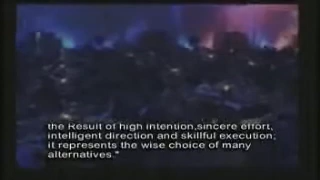 the Result of high intention,sincere effort,
intelligent direction and skillful execution;
it represents the wise choice of many
alternatives."